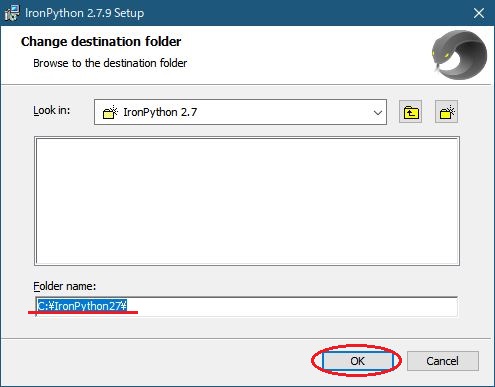 IronPython 2.7.9 Setup
Change destination folder
Browse to the destination folder
Look in:
IronPython 2.7
Folder name:
C:¥IronPython27¥
OK
Cancel